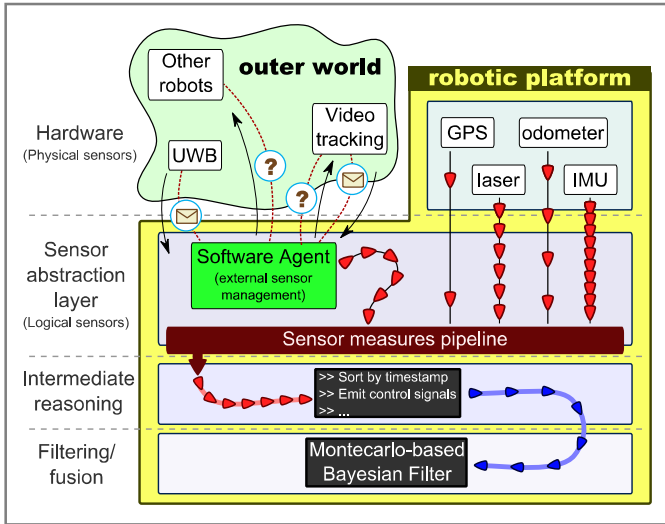 outer world
robotic platform
Other
robots
Video
tracking
UWB
?
?
GPS
odometer
laser
IMU
Hardware
(Physical sensors)
Sensor
abstraction
layer
(Logical sensors)
Software Agent
(external sensor
management)
Sensor measures pipeline
Intermediate
reasoning
>> Sort by timestamp
>> Emit control signals
>> ...
Filtering/
fusion
Montecarlo-based
Bayesian Filter